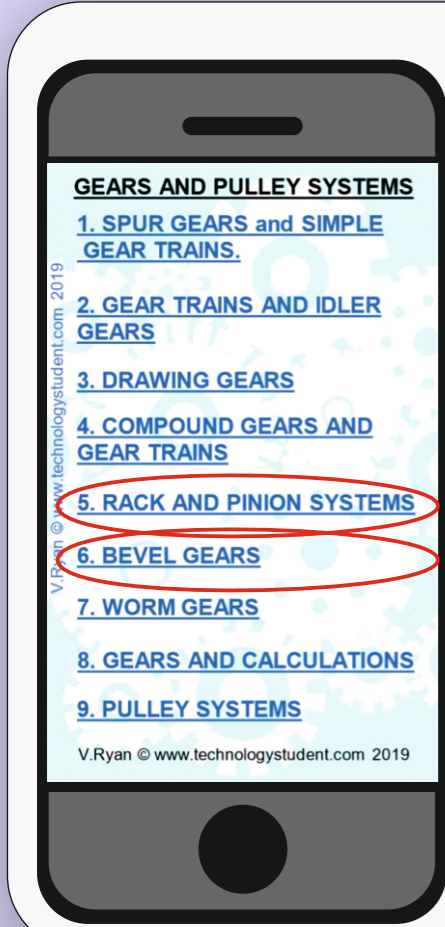 GEARS AND PULLEY SYSTEMS
1. SPUR GEARS and SIMPLE
GEAR TRAINS.
2. GEAR TRAINS AND IDLER
GEARS
3. DRAWING GEARS
4. COMPOUND GEARS AND
GEAR TRAINS
5. RACK AND PINION SYSTEMS
6. BEVEL GEARS
7. WORM GEARS
8. GEARS AND CALCULATIONS
9. PULLEY SYSTEMS
V.Ryan © www.technologystudent.com 2019
V.Ryan © www.technologystudent.com 2019